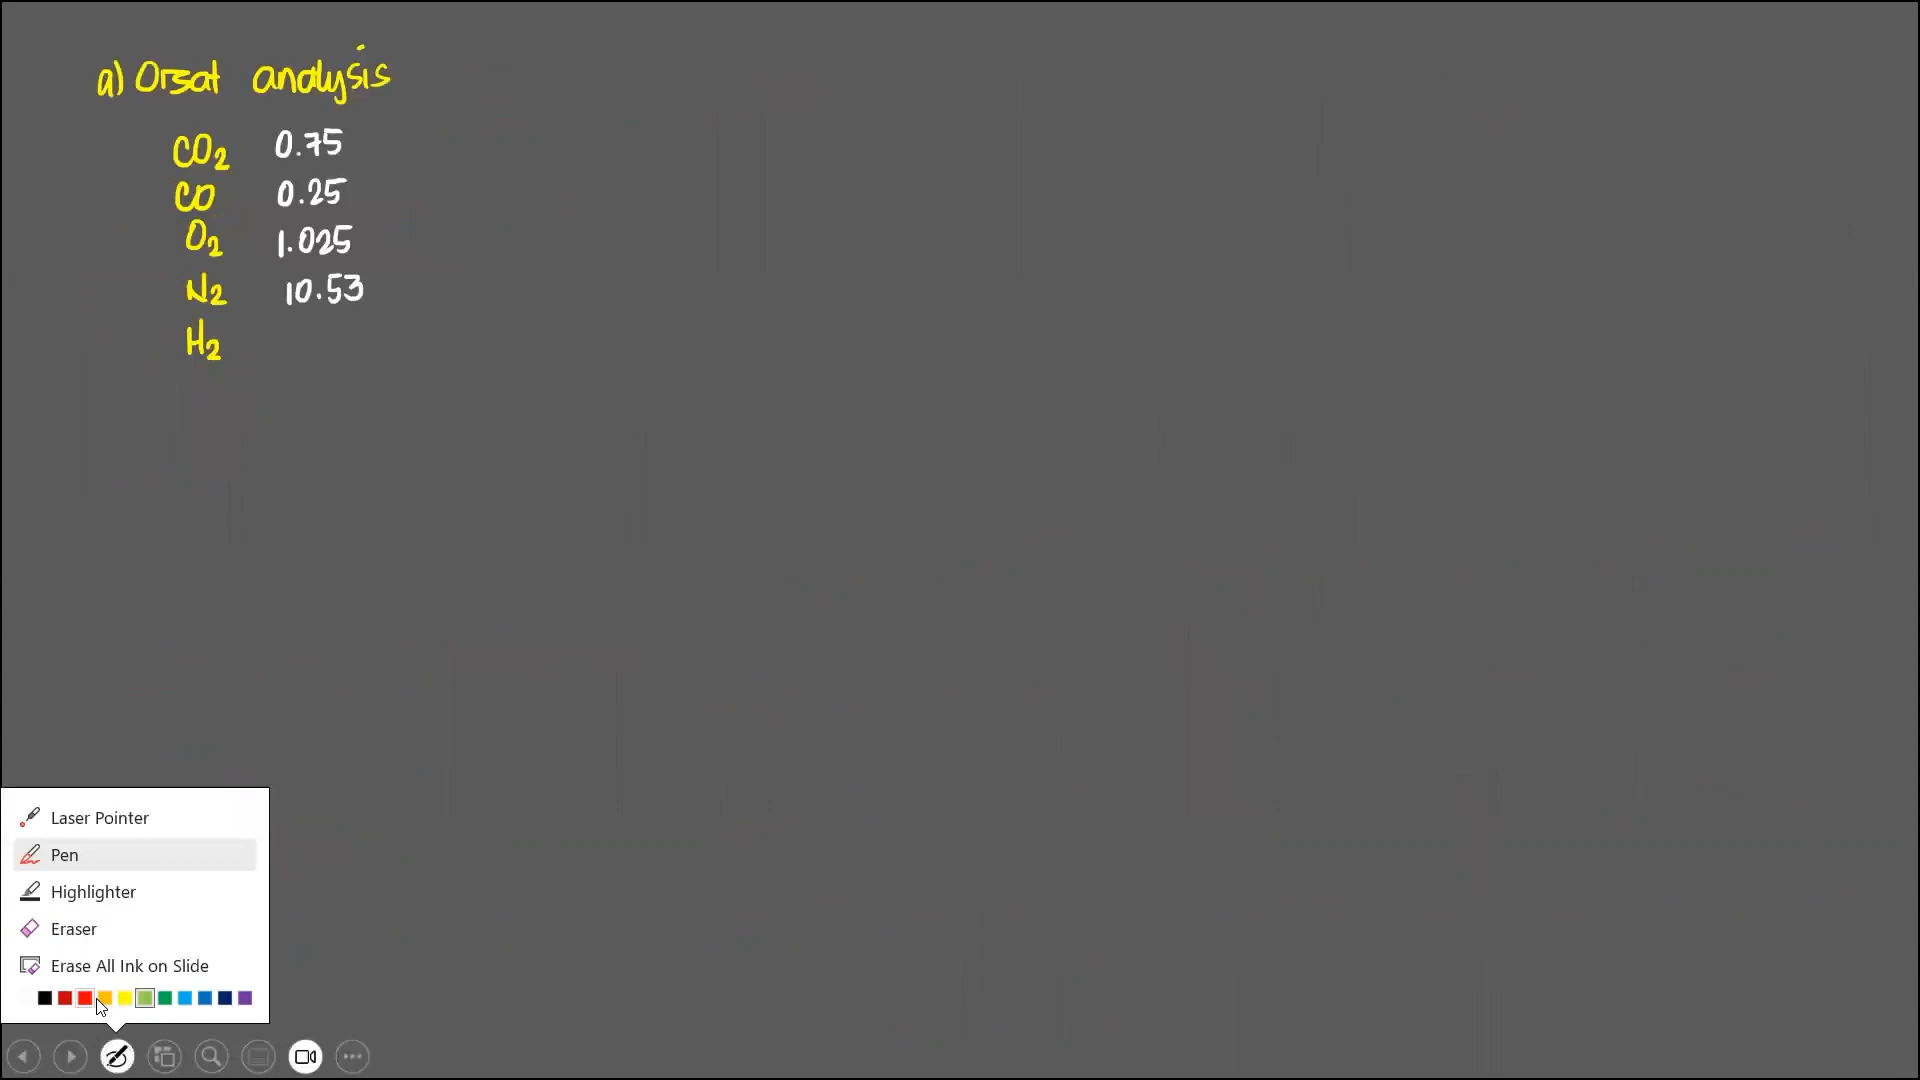 a) Orsat analysis
CO2 0.75
CO 0.25
O2 1.025
N2 10.53
H2
Laser Pointer
Pen
Highlighter
Eraser
Erase All Ink on Slide